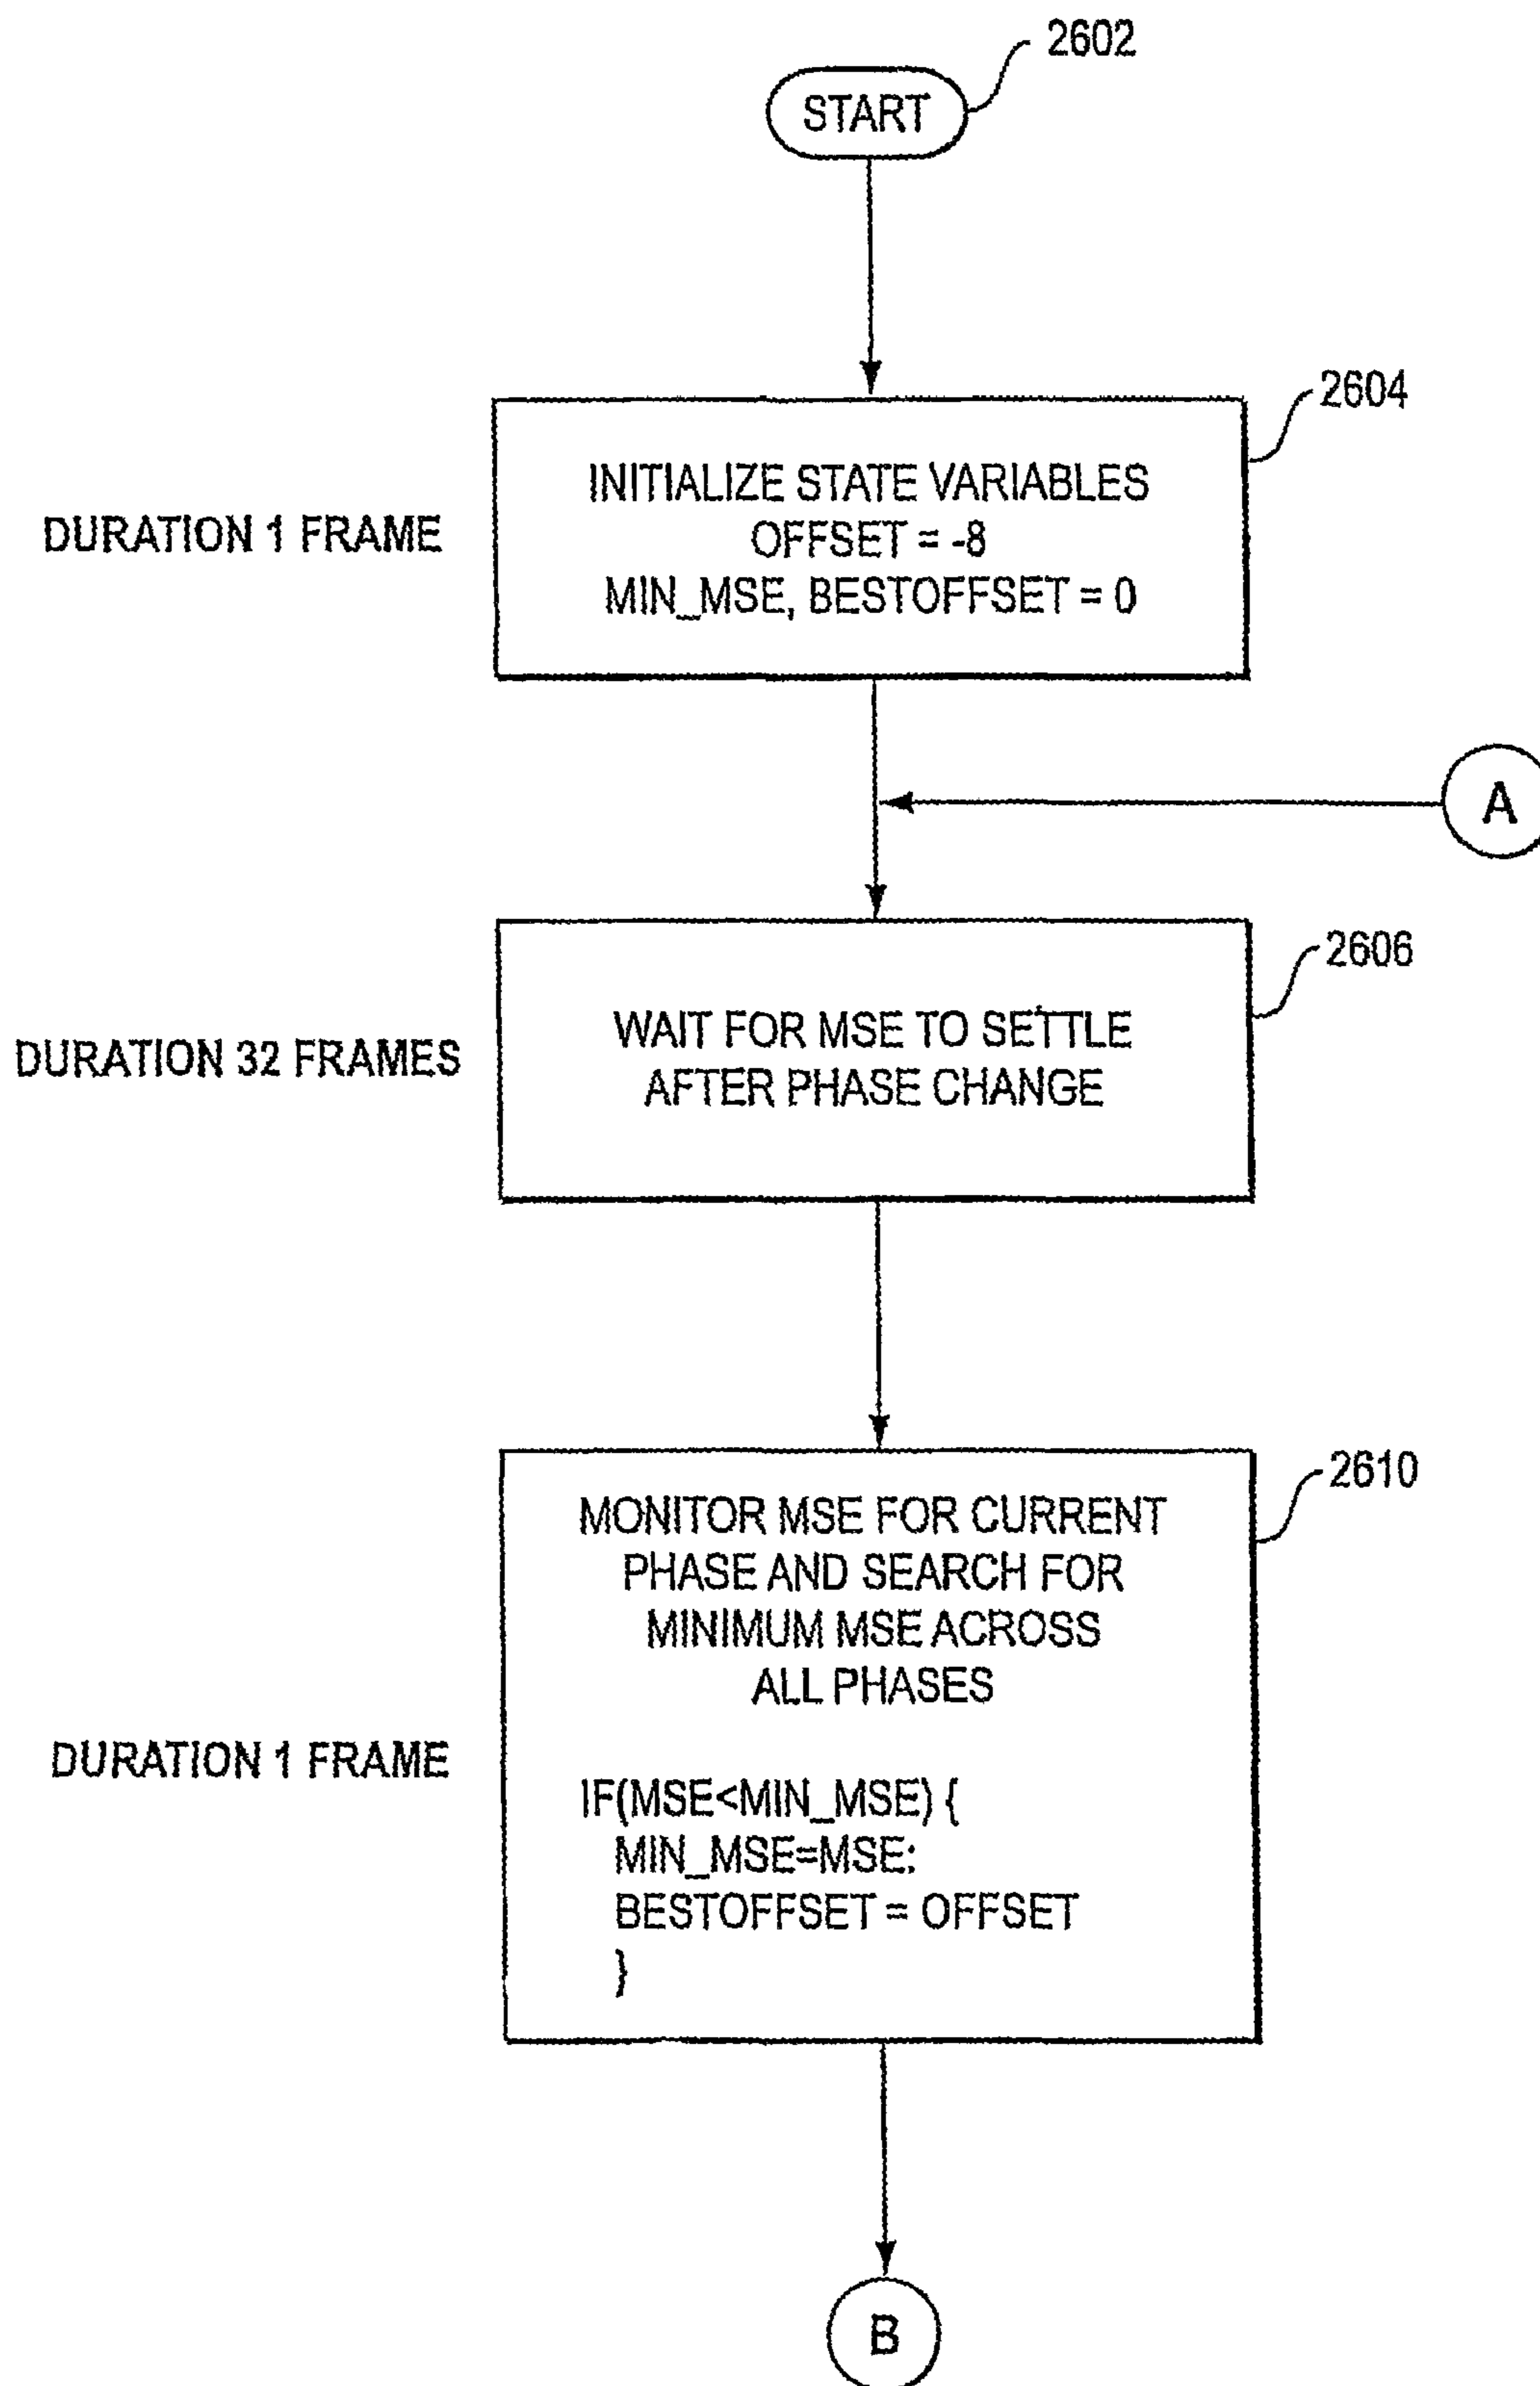 2602
START
2604
INITIALIZE STATE VARIABLES
OFFSET = -8
MIN_MSE, BESTOFFSET = 0
DURATION 1 FRAME
A
2606
WAIT FOR MSE TO SETTLE
AFTER PHASE CHANGE
DURATION 32 FRAMES
2610
MONITOR MSE FOR CURRENT
PHASE AND SEARCH FOR
MINIMUM MSE ACROSS
ALL PHASES
DURATION 1 FRAME
IF(MSE<MIN_MSE) {
MIN_MSE=MSE:
BESTOFFSET = OFFSET
}
B